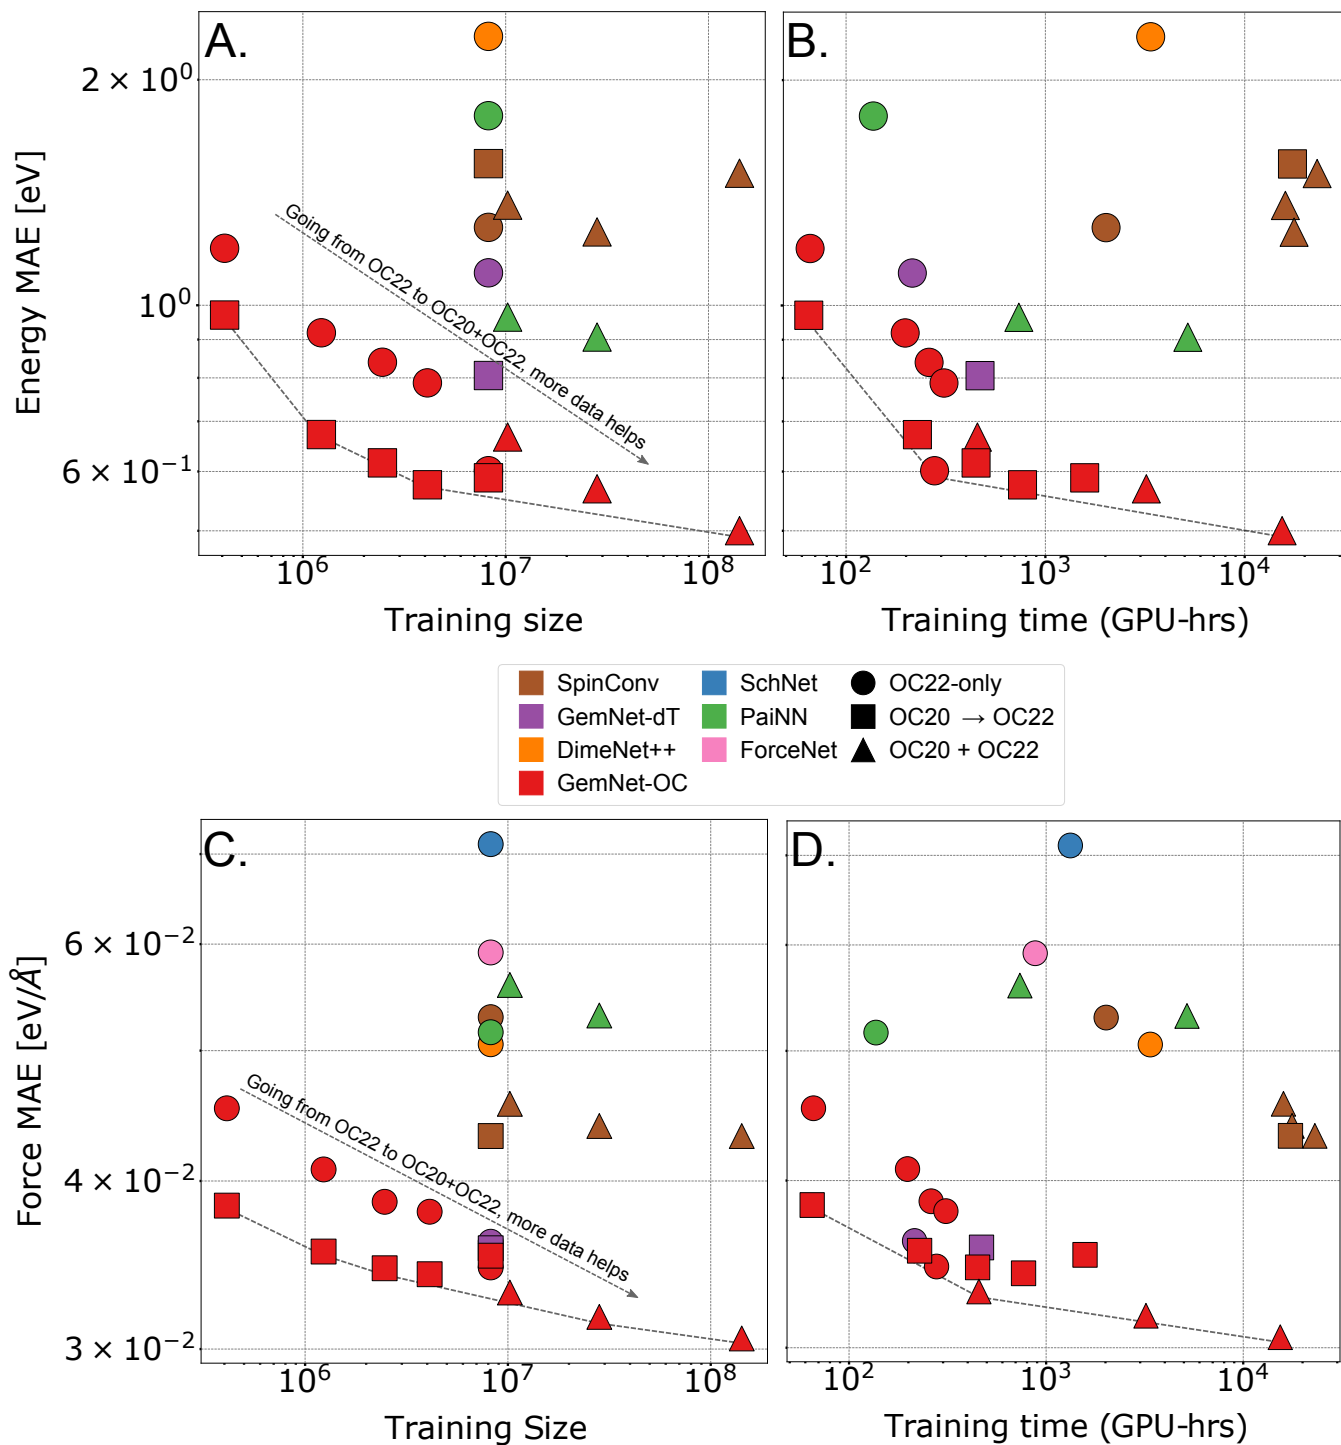 A.
B.
Energy MAE [eV]
2 × 10⁰
10⁰
6 × 10⁻¹
Going from OC22 to OC20+OC22, more data helps
10⁶ 10⁷ 10⁸
10² 10³ 10⁴
Training size
Training time (GPU-hrs)
SpinConv SchNet OC22-only
GemNet-dT PaiNN OC20 → OC22
DimeNet++ ForceNet OC20 + OC22
GemNet-OC
C.
D.
Force MAE [eV/Å]
6 × 10⁻²
4 × 10⁻²
3 × 10⁻²
Going from OC22 to OC20+OC22, more data helps
10⁶ 10⁷ 10⁸
10² 10³ 10⁴
Training Size
Training time (GPU-hrs)